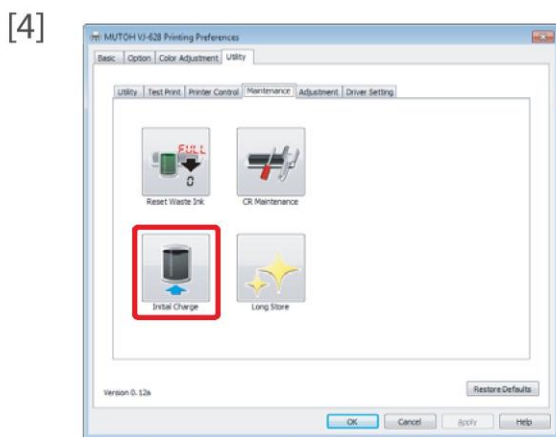 [4]
MUTOH VJ-628 Printing Preferences
Basic Option Color Adjustment Utility
Utility Test Print Printer Control Maintenance Adjustment Driver Setting
FULL
0
Reset Waste Ink CR Maintenance
Initial Charge Long Store
Version 0.12a Restore Defaults
OK Cancel Apply Help